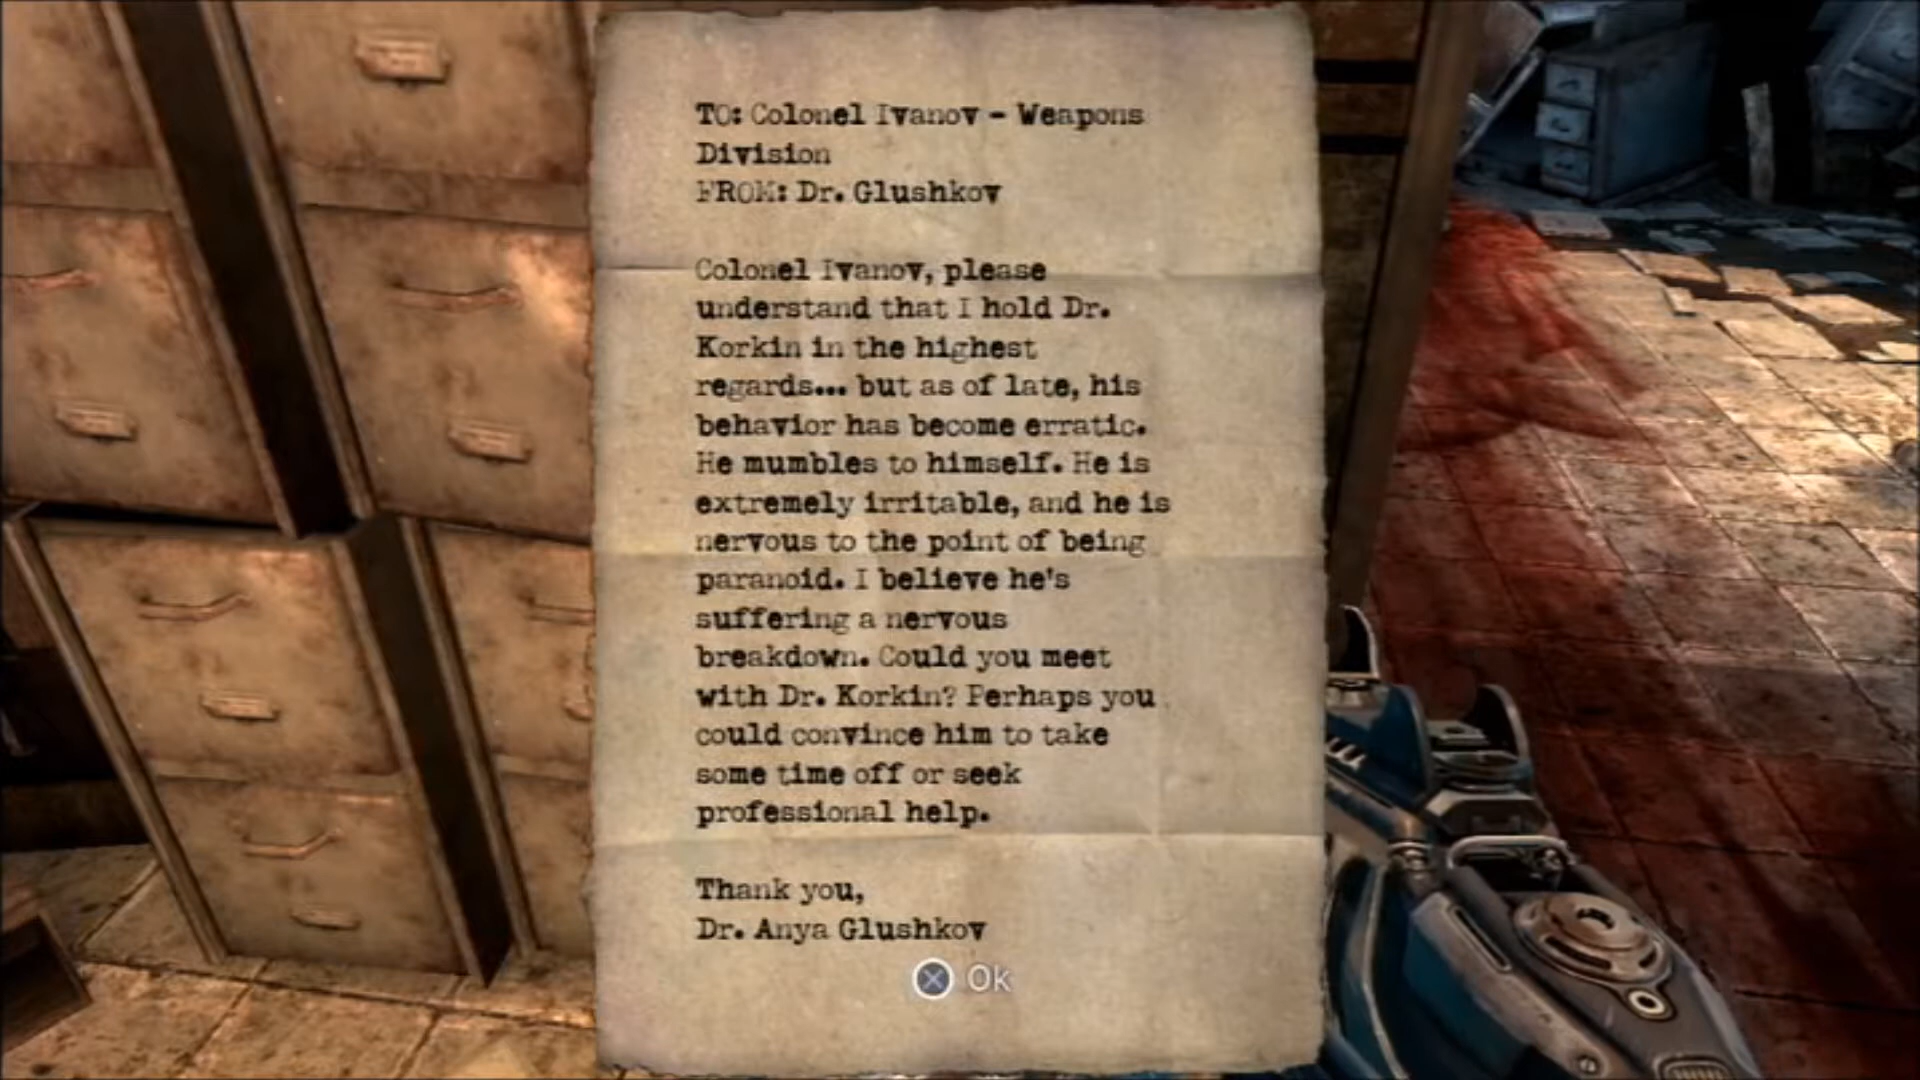 TO: Colonel Ivanov - Weapons
Division
FROM: Dr. Glushkov
Colonel Ivanov, please
understand that I hold Dr.
Korkin in the highest
regards... but as of late, his
behavior has become erratic.
He mumbles to himself. He is
extremely irritable, and he is
nervous to the point of being
paranoid. I believe he's
suffering a nervous
breakdown. Could you meet
with Dr. Korkin? Perhaps you
could convince him to take
some time off or seek
professional help.
Thank you,
Dr. Anya Glushkov
Ok